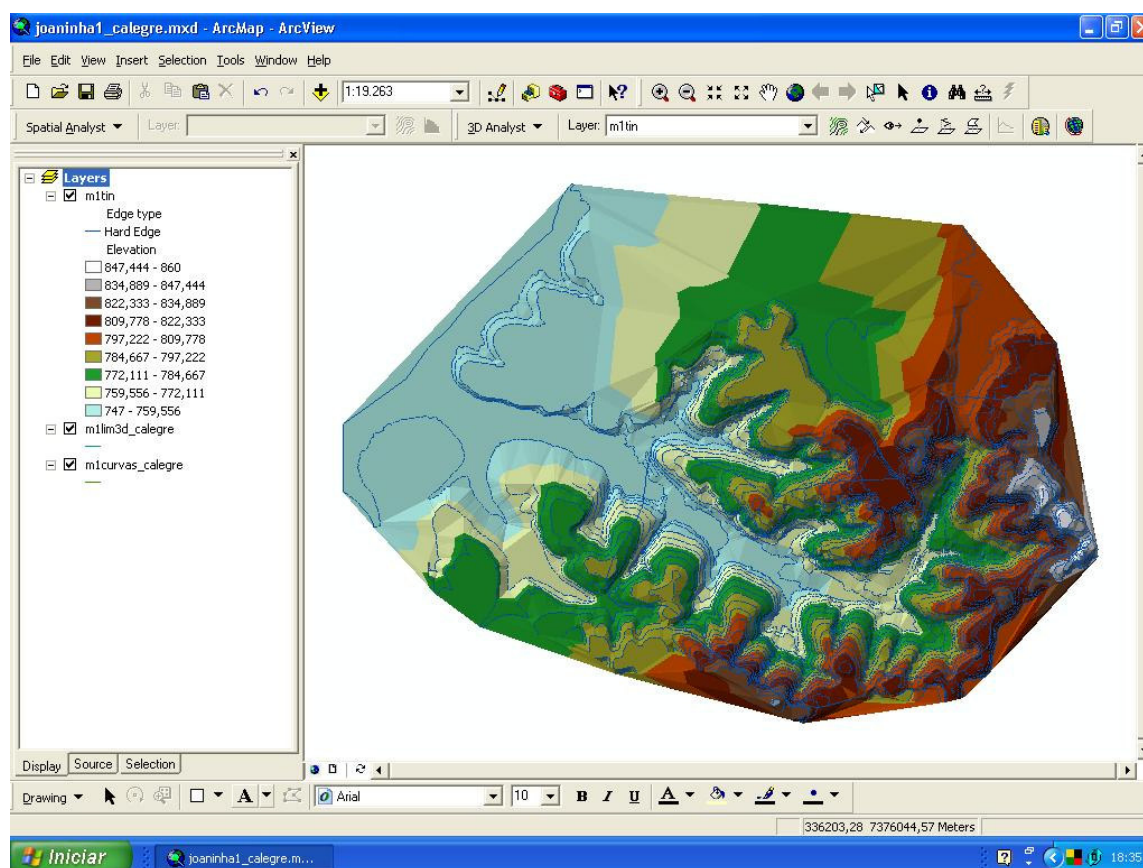 joaninha1_calegre.mxd - ArcMap - ArcView
File Edit View Insert Selection Tools Window Help
1:19.263
Spatial Analyst Layer: 3D Analyst Layer: m1tin
Layers
m1tin
Edge type
Hard Edge
Elevation
847,444 - 860
834,889 - 847,444
822,333 - 834,889
809,778 - 822,333
797,222 - 809,778
784,667 - 797,222
772,111 - 784,667
759,556 - 772,111
747 - 759,556
m1lim3d_calegre
m1curvas_calegre
Display Source Selection
Drawing A Arial 10 B I U A
336203,28 7376044,57 Meters
Iniciar joaninha1_calegre.m... 18:35